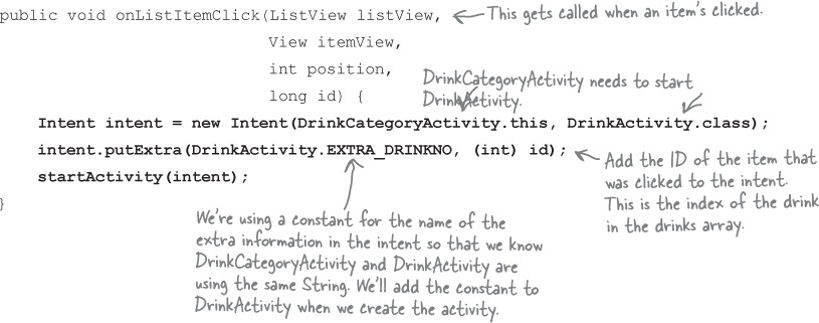 public void onListItemClick(ListView listView,
This gets called when an item's clicked.
View itemView,
int position,
long id) {
DrinkCategoryActivity needs to start
DrinkActivity.
Intent intent = new Intent(DrinkCategoryActivity.this, DrinkActivity.class);
intent.putExtra(DrinkActivity.EXTRA_DRINKNO, (int) id);
startActivity(intent);
}
Add the ID of the item that
was clicked to the intent.
This is the index of the drink
in the drinks array.
We're using a constant for the name of the
extra information in the intent so that we know
DrinkCategoryActivity and DrinkActivity are
using the same String. We'll add the constant to
DrinkActivity when we create the activity.